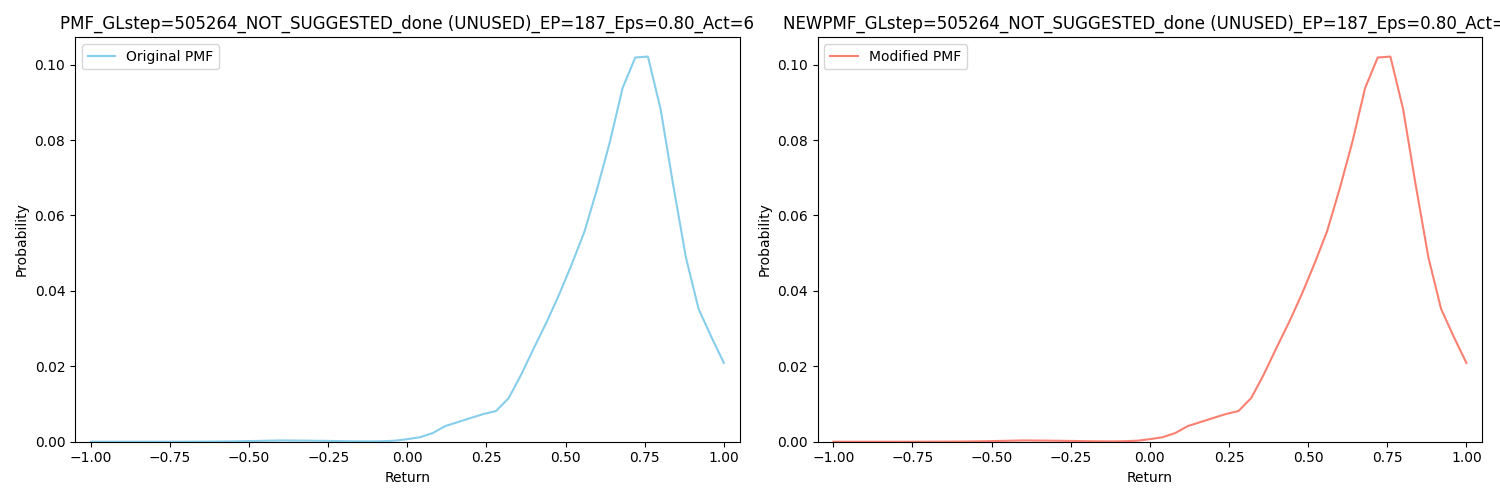 PMF_GLstep=505264_NOT_SUGGESTED_done (UNUSED)_EP=187_Eps=0.80_Act=6
Original PMF
Probability
0.10
0.08
0.06
0.04
0.02
0.00
−1.00 −0.75 −0.50 −0.25 0.00 0.25 0.50 0.75 1.00
Return
NEWPMF_GLstep=505264_NOT_SUGGESTED_done (UNUSED)_EP=187_Eps=0.80_Act=
Modified PMF
Probability
0.10
0.08
0.06
0.04
0.02
0.00
−1.00 −0.75 −0.50 −0.25 0.00 0.25 0.50 0.75 1.00
Return